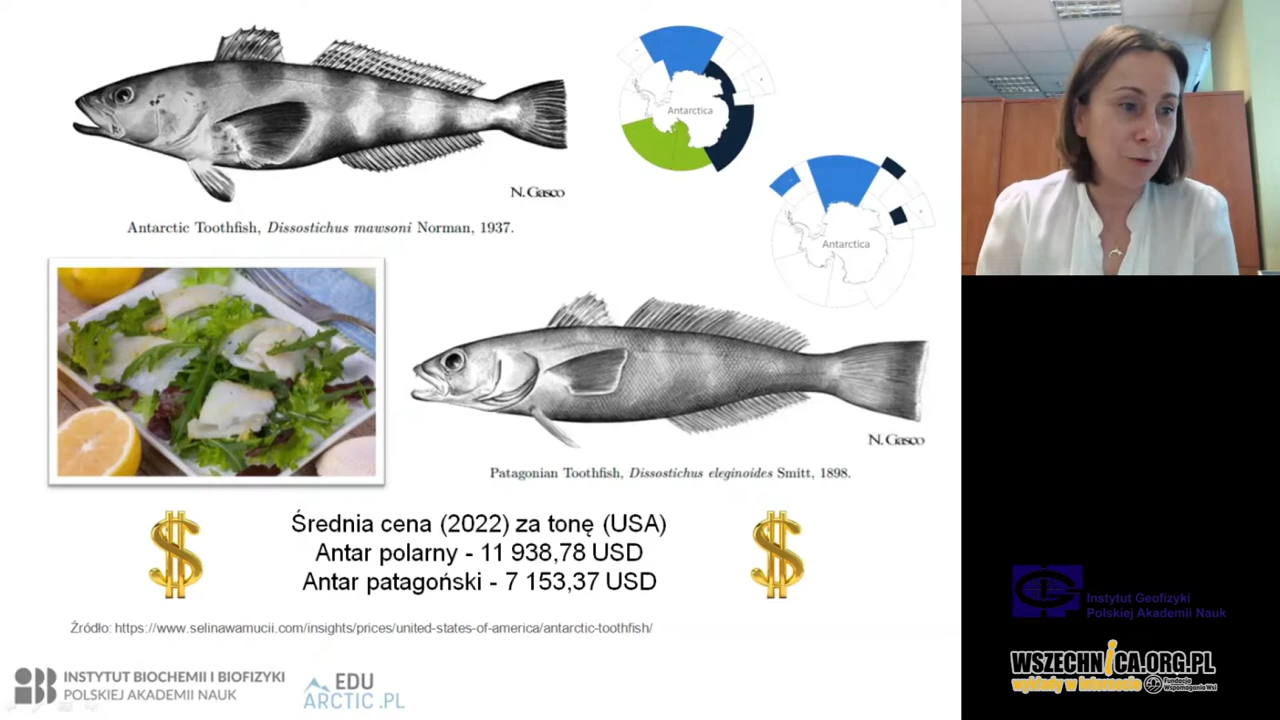 Antarctica
N. Gasco
Antarctic Toothfish, Dissostichus mawsoni Norman, 1937.
Antarctica
N. Gasco
Patagonian Toothfish, Dissostichus eleginoides Smitt, 1898.
Średnia cena (2022) za tonę (USA)
Antar polarny - 11 938,78 USD
Antar patagoński - 7 153,37 USD
Źródło: https://www.selinawamucii.com/insights/prices/united-states-of-america/antarctic-toothfish/
INSTYTUT BIOCHEMII I BIOFIZYKI
POLSKIEJ AKADEMII NAUK
EDU
ARCTIC.PL
Instytut Geofizyki
Polskiej Akademii Nauk
WSZECHNICA.ORG.PL
wykłady w internecie
Fundacja
Wspomagania Wsi